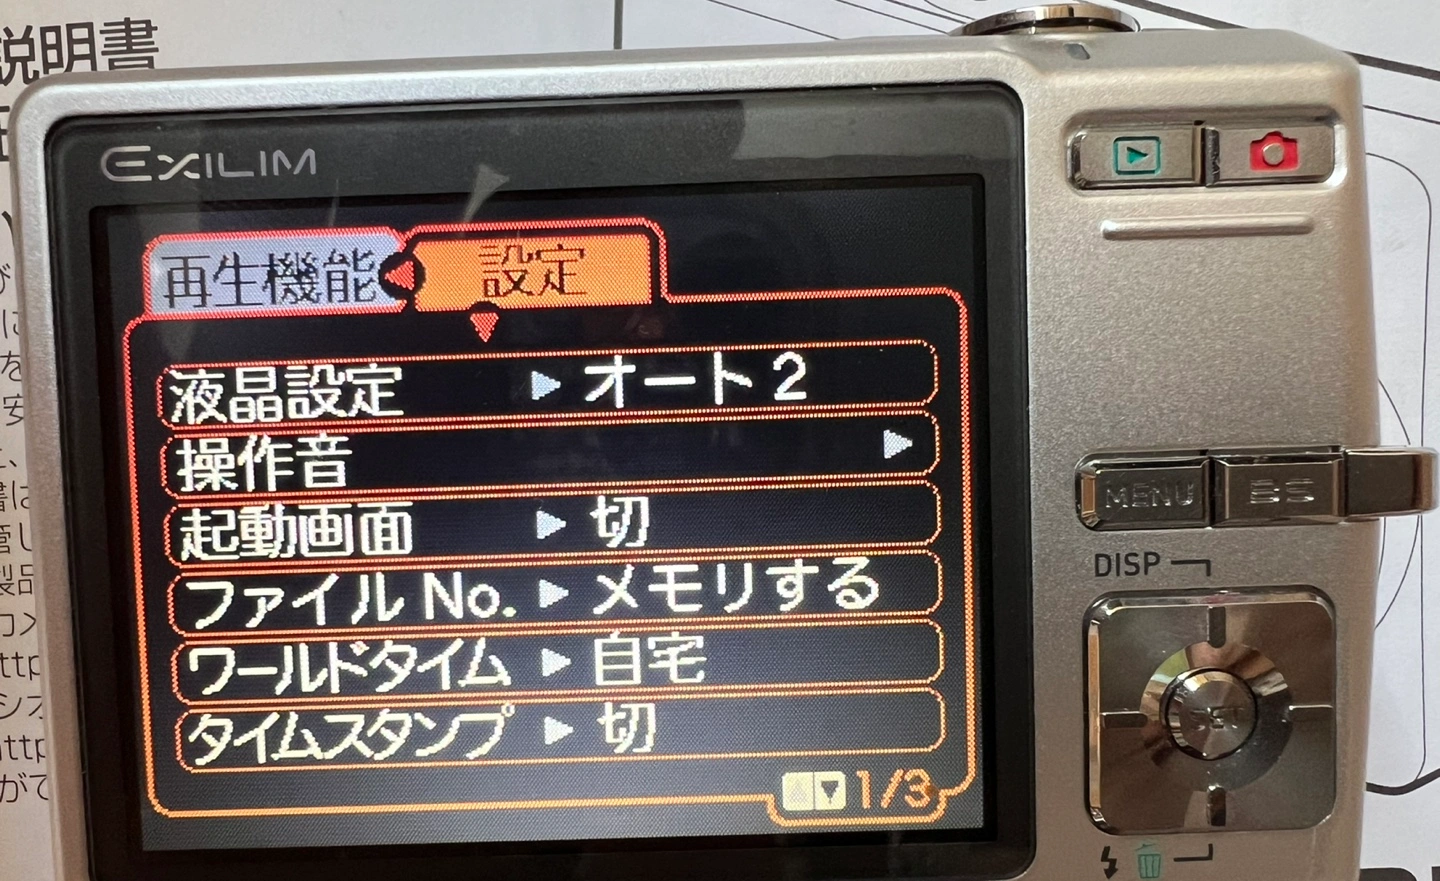 説明書
EXILIM
再生機能 設定
液晶設定 ▶ オート2
操作音 ▶
起動画面 ▶ 切
ファイルNo. ▶ メモリする
ワールドタイム ▶ 自宅
タイムスタンプ ▶ 切
▲▼ 1/3
MENU BS
DISP
SET